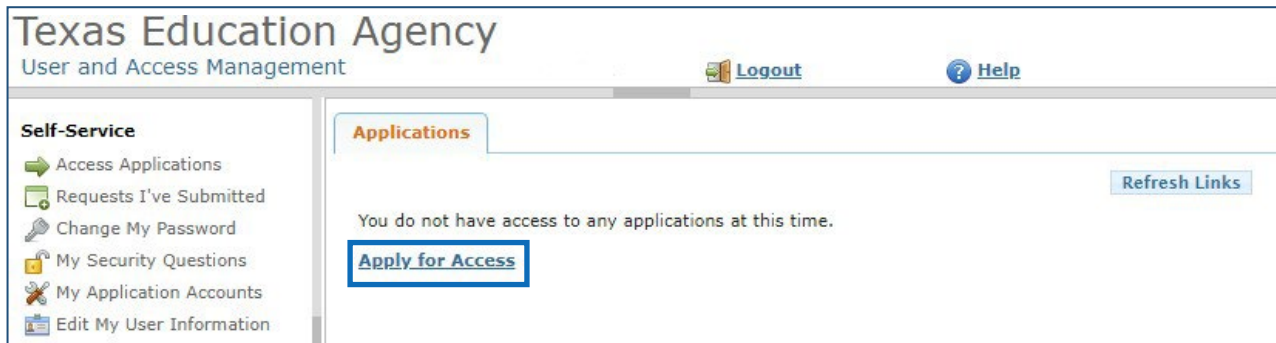 Texas Education Agency
User and Access Management
Logout
Help
Self-Service
Access Applications
Requests I've Submitted
Change My Password
My Security Questions
My Application Accounts
Edit My User Information
Applications
Refresh Links
You do not have access to any applications at this time.
Apply for Access